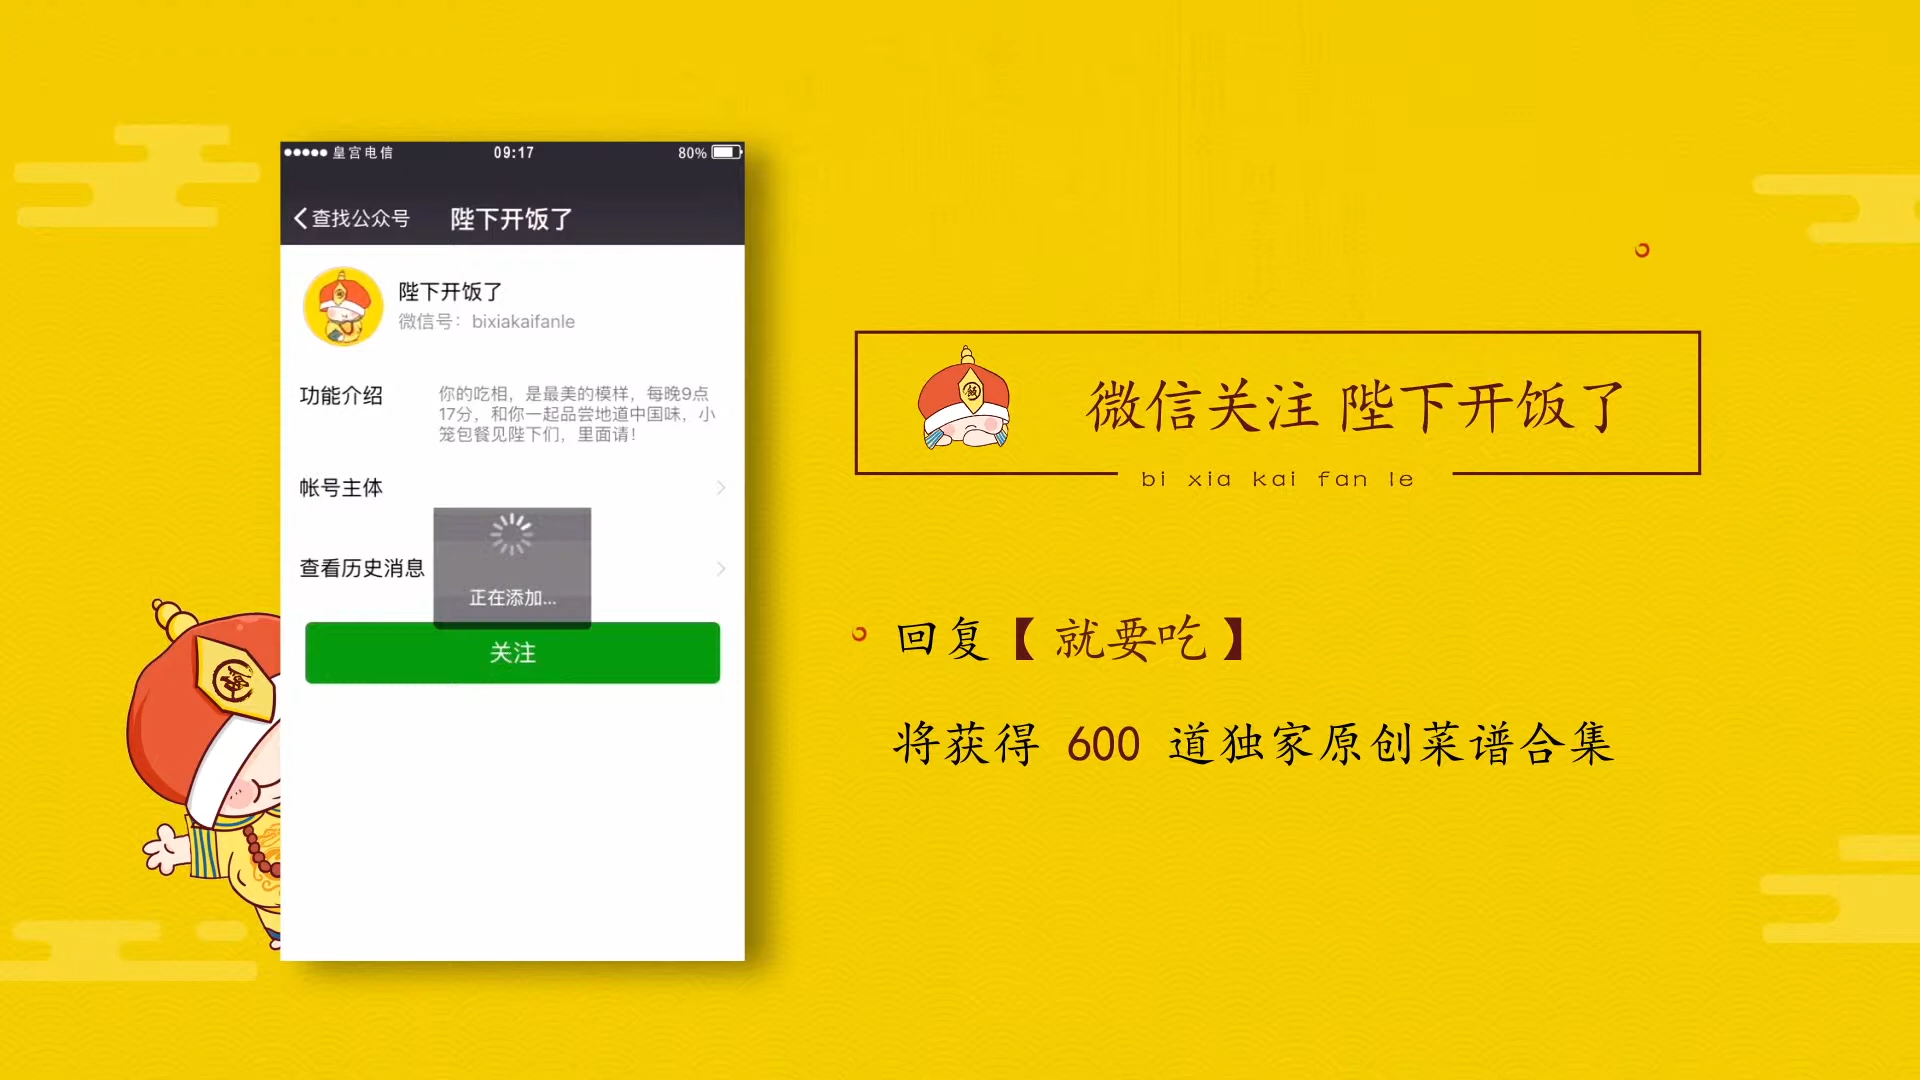 皇宫电信 09:17 80%
查找公众号 陛下开饭了
陛下开饭了
微信号：bixiakaifanle
功能介绍
你的吃相，是最美的模样，每晚9点
17分，和你一起品尝地道中国味，小
笼包餐见陛下们，里面请！
帐号主体
查看历史消息
正在添加...
关注
微信关注 陛下开饭了
bi xia kai fan le
回复【就要吃】
将获得 600 道独家原创菜谱合集